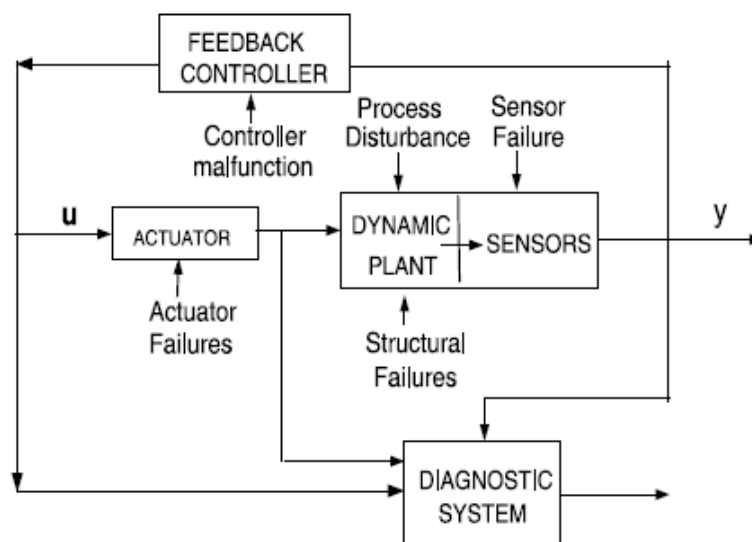 FEEDBACK
CONTROLLER
Controller
malfunction
Process
Disturbance
Sensor
Failure
u
ACTUATOR
DYNAMIC
PLANT
SENSORS
y
Actuator
Failures
Structural
Failures
DIAGNOSTIC
SYSTEM